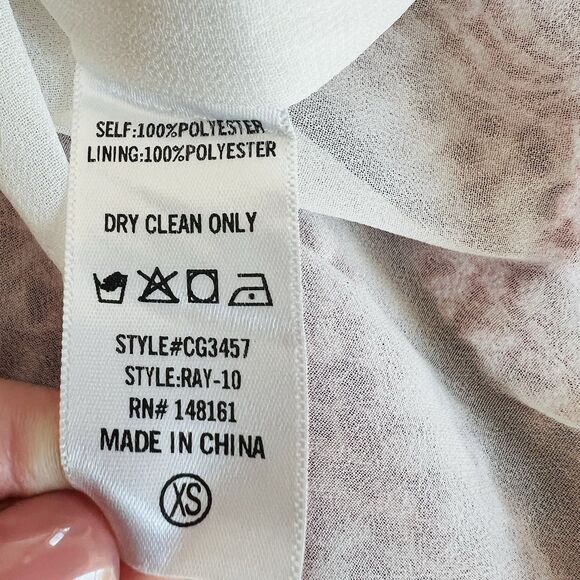 SELF:100%POLYESTER
LINING:100%POLYESTER
DRY CLEAN ONLY
STYLE#CG3457
STYLE:RAY-10
RN# 148161
MADE IN CHINA
XS